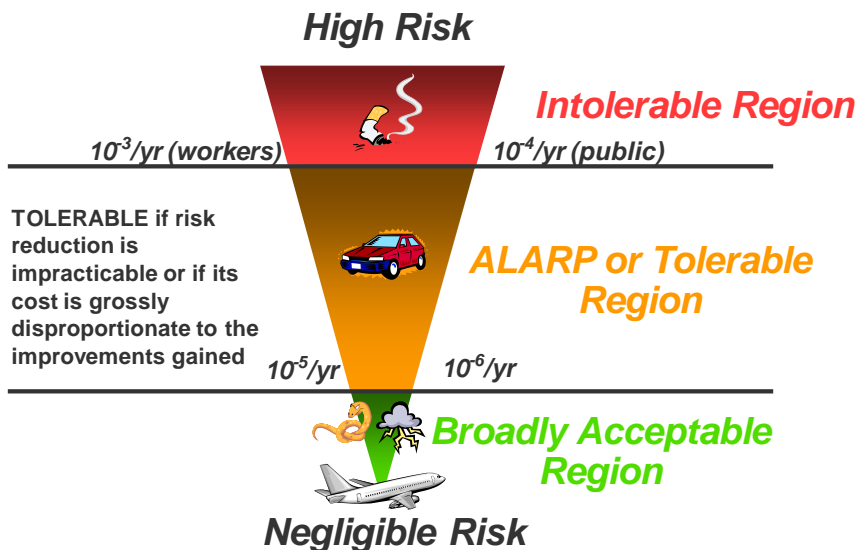 High Risk
Intolerable Region
10⁻³/yr (workers)
10⁻⁴/yr (public)
TOLERABLE if risk
reduction is
impracticable or if its
cost is grossly
disproportionate to the
improvements gained
ALARP or Tolerable
Region
10⁻⁵/yr
10⁻⁶/yr
Broadly Acceptable
Region
Negligible Risk